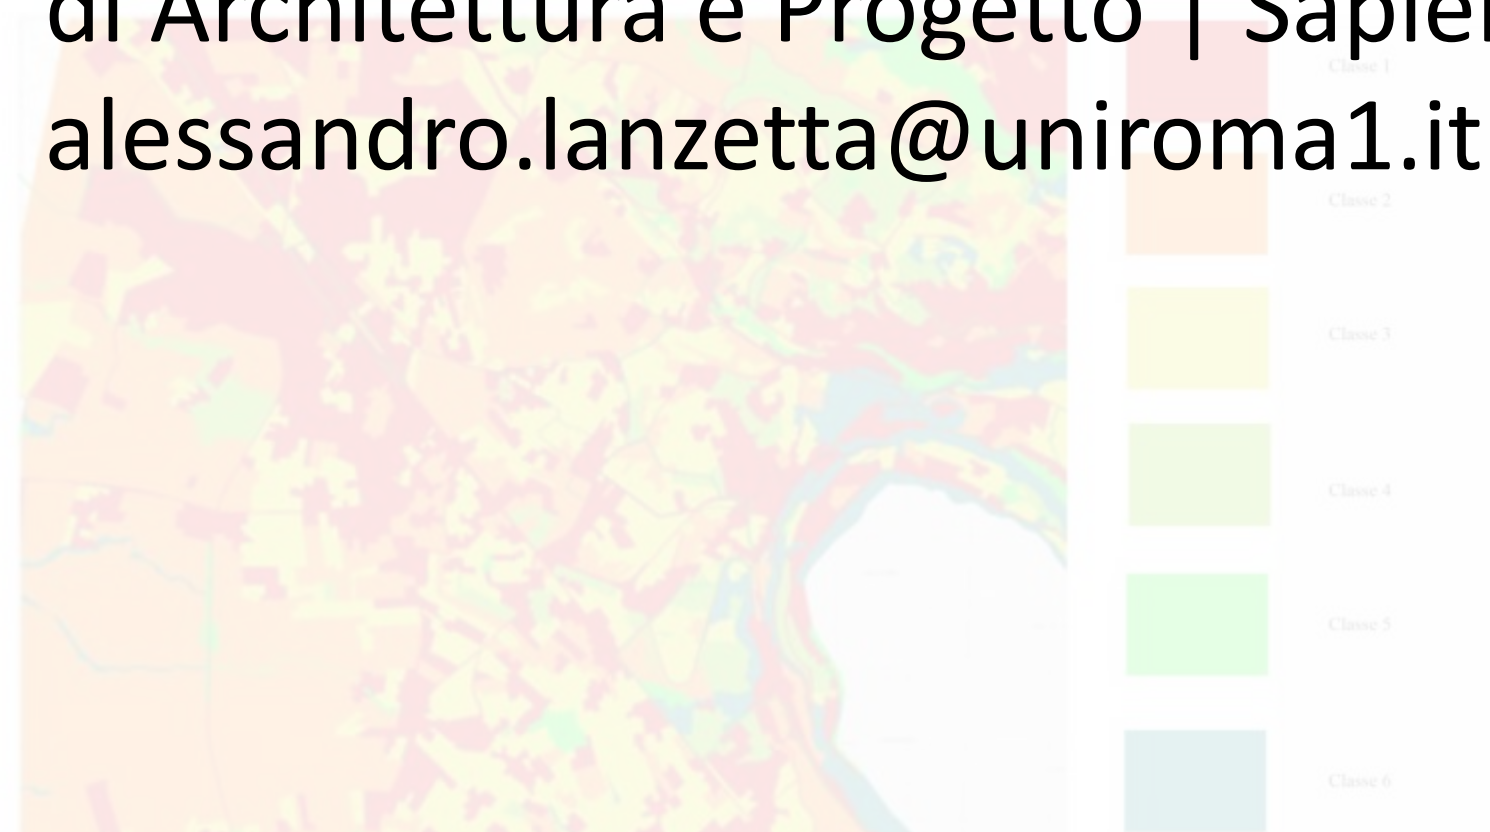 di Architettura e Progetto | Sapien
alessandro.lanzetta@uniroma1.it
Classe 1
Classe 2
Classe 3
Classe 4
Classe 5
Classe 6